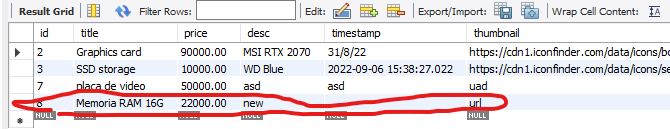 Result Grid Filter Rows: Edit: Export/Import: Wrap Cell Content:
id title price desc timestamp thumbnail
2 Graphics card 90000.00 MSI RTX 2070 31/8/22 https://cdn1.iconfinder.com/data/icons/bo
3 SSD storage 10000.00 WD Blue 2022-09-06 15:38:27.022 https://cdn1.iconfinder.com/data/icons/se
7 placa de video 50000.00 asd asd uad
8 Memoria RAM 16G 22000.00 new url
NULL NULL NULL NULL NULL NULL